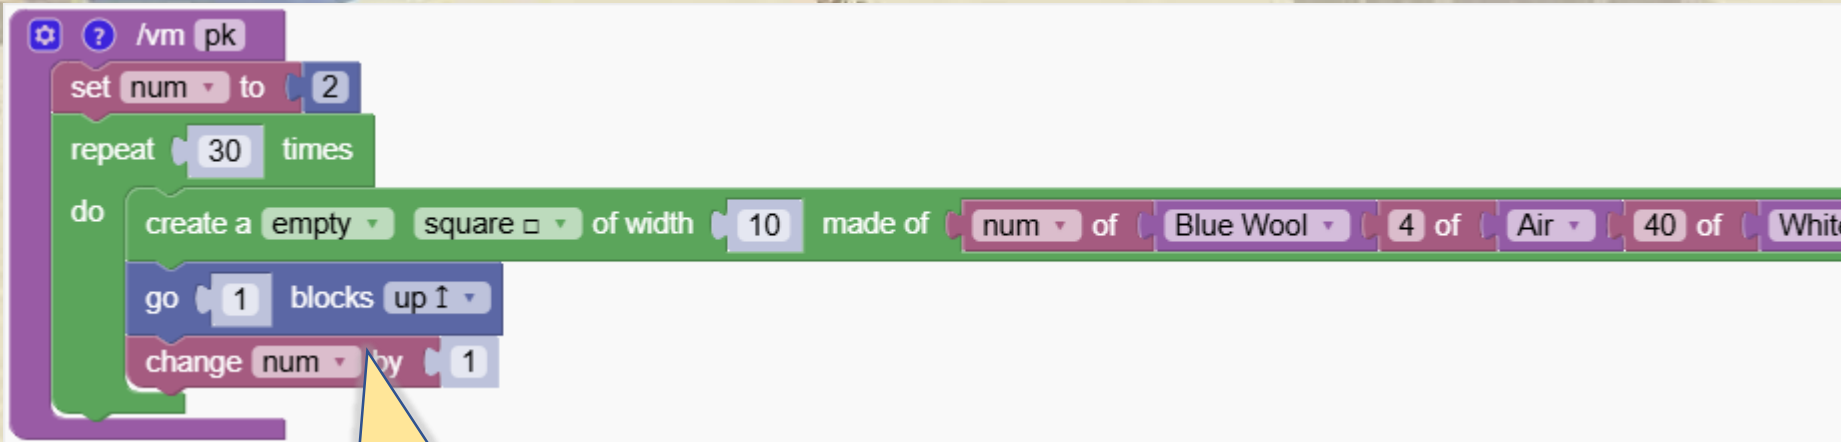 ? /vm pk
set num to 2
repeat 30 times
do create a empty square □ of width 10 made of num of Blue Wool 4 of Air 40 of
go 1 blocks up ↥
change num by 1